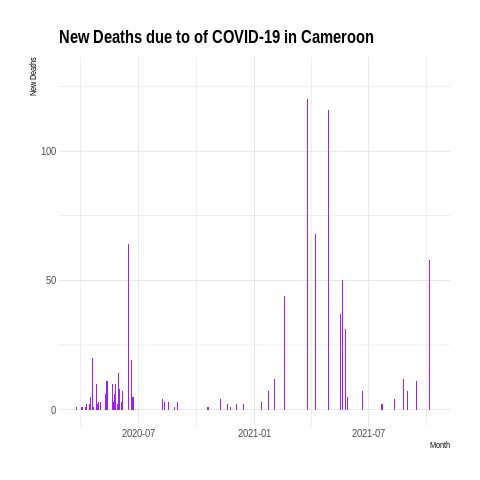 New Deaths due to of COVID-19 in Cameroon
New Deaths
100
50
0
2020-07
2021-01
2021-07
Month